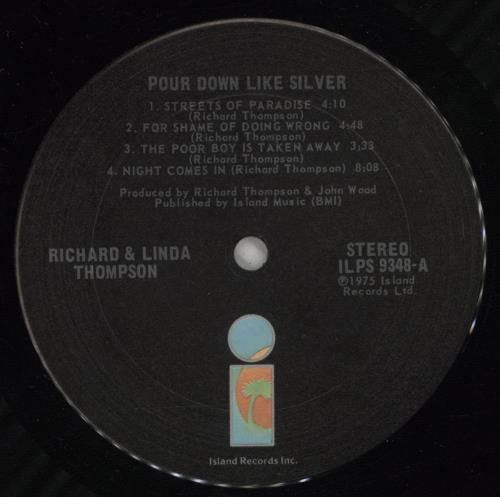 POUR DOWN LIKE SILVER
1. STREETS OF PARADISE 4:10
(Richard Thompson)
2. FOR SHAME OF DOING WRONG 4:48
(Richard Thompson)
3. THE POOR BOY IS TAKEN AWAY 3:33
(Richard Thompson)
4. NIGHT COMES IN (Richard Thompson) 8:08
Produced by Richard Thompson & John Wood
Published by Island Music (BMI)
RICHARD & LINDA
THOMPSON
STEREO
ILPS 9348-A
℗1975 Island
Records Ltd.
Island Records Inc.